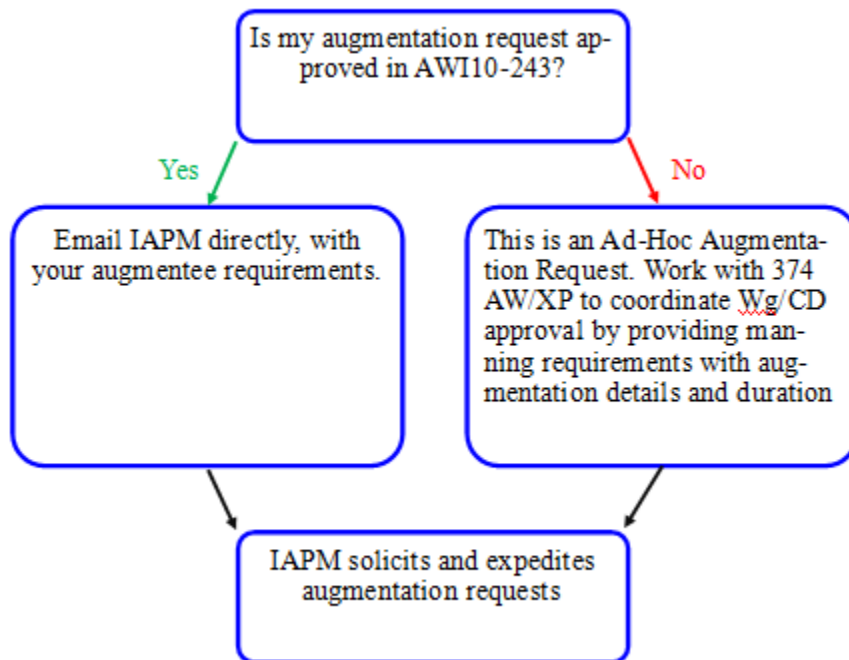 Is my augmentation request ap-
proved in AWI10-243?
Yes
No
Email IAPM directly, with
your augmentee requirements.
This is an Ad-Hoc Augmenta-
tion Request. Work with 374
AW/XP to coordinate Wg/CD
approval by providing man-
ning requirements with aug-
mentation details and duration
IAPM solicits and expedites
augmentation requests